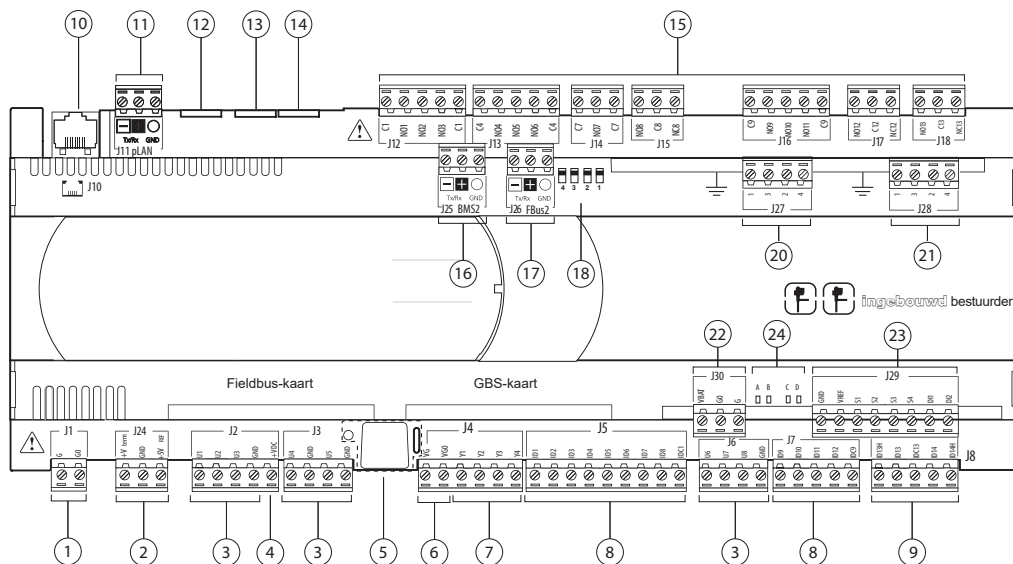 10 11 12 13 14 15
Tx/Rx GND
J11 pLAN
J10
C1 NO1 NO2 NO3 C1
J12
C4 NO4 NO5 NO6 C4
J13
C7 NO7 C7
J14
NO8 C8 NC8
J15
C9 NO9 NO10 NO11 C9
J16
NO12 C12 NC12
J17
NO13 C13 NC13
J18
Tx/Rx GND
J25 BMS2
Tx/Rx GND
J26 FBus2
4 3 2 1
1 3 2 4
J27
1 3 2 4
J28
16 17 18 20 21
ingebouwd bestuurder
22 24 23
J30
VBAT G0 G
A B C D
J29
GND VREF S1 S2 S3 S4 DI1 DI2
Fieldbus-kaart
GBS-kaart
J1
G G0
J24
+V term GND +5V RF
J2
U1 U2 U3 GND +VDC
J3
U4 GND U5 GND
J4
VG VG0 Y1 Y2 Y3 Y4
J5
ID1 ID2 ID3 ID4 ID5 ID6 ID7 ID8 IDC1
J6
U6 U7 U8 GND
J7
ID9 ID10 ID11 ID12 IDC9
J8
ID13H ID13 IDC13 ID14 ID14H
1 2 3 4 3 5 6 7 8 3 8 9